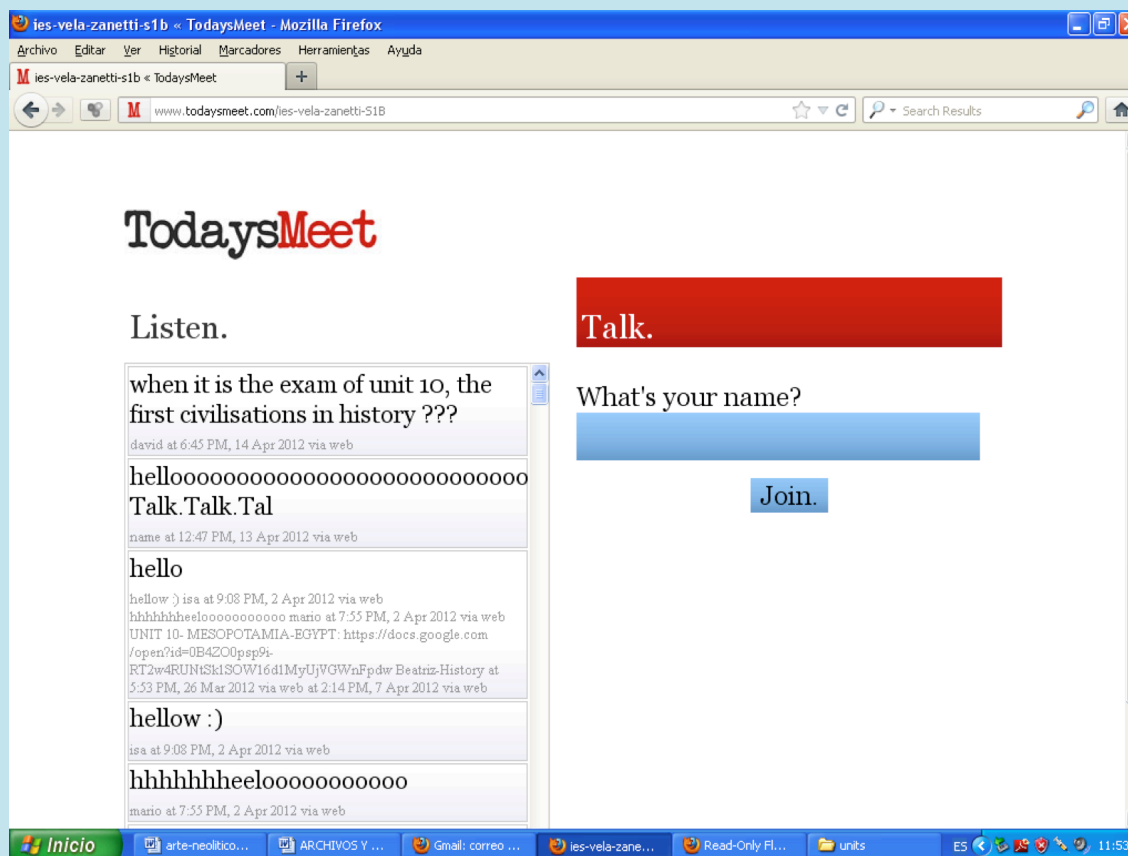 ies-vela-zanetti-s1b « TodaysMeet - Mozilla Firefox
Archivo Editar Ver Historial Marcadores Herramientas Ayuda
ies-vela-zanetti-s1b « TodaysMeet
www.todaysmeet.com/ies-vela-zanetti-S1B
Search Results
TodaysMeet
Listen.
when it is the exam of unit 10, the
first civilisations in history ???
david at 6:45 PM, 14 Apr 2012 via web
helloooooooooooooooooooooooooooo
Talk.Talk.Tal
name at 12:47 PM, 13 Apr 2012 via web
hello
hellow :) isa at 9:08 PM, 2 Apr 2012 via web
hhhhhhheelooooooooooo mario at 7:55 PM, 2 Apr 2012 via web
UNIT 10- MESOPOTAMIA-EGYPT: https://docs.google.com
/open?id=0B4ZO0psp9i-
RT2w4RUNtSk1SOW16d1MyUjVGWnFpdw Beatriz-History at
5:53 PM, 26 Mar 2012 via web at 2:14 PM, 7 Apr 2012 via web
hellow :)
isa at 9:08 PM, 2 Apr 2012 via web
hhhhhhheelooooooooooo
mario at 7:55 PM, 2 Apr 2012 via web
Talk.
What's your name?
Join.
Inicio
arte-neolitico...
ARCHIVOS Y ...
Gmail: correo ...
ies-vela-zane...
Read-Only Fl...
units
ES
11:53